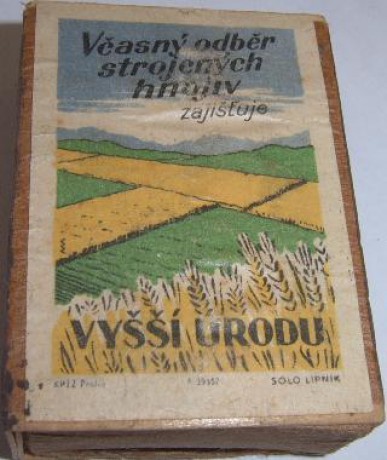 Včasný odběr
strojených
hnojiv
zajišťuje
VYŠŠÍ ÚRODU
SOLO LIPNÍK